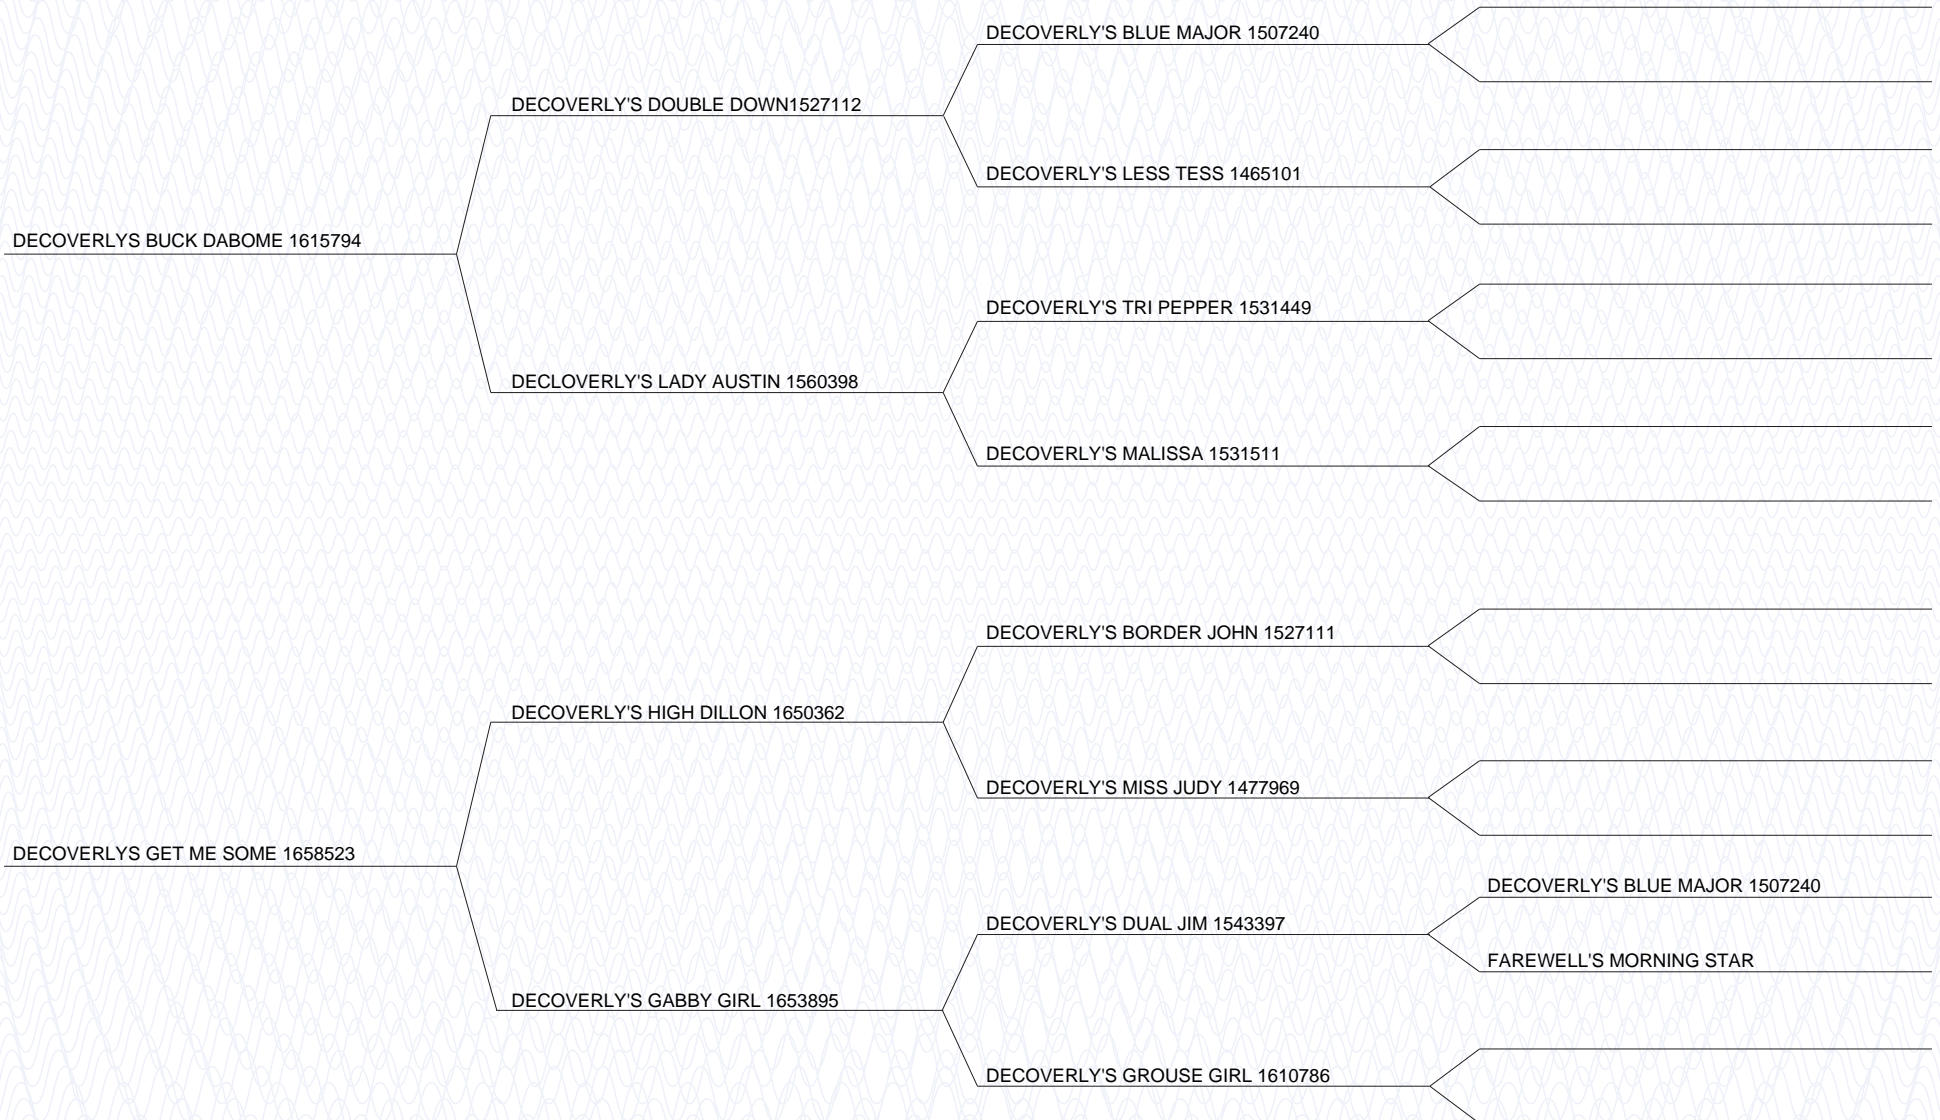 DECOVERLY'S BLUE MAJOR 1507240
DECOVERLY'S DOUBLE DOWN1527112
DECOVERLY'S LESS TESS 1465101
DECOVERLYS BUCK DABOME 1615794
DECOVERLY'S TRI PEPPER 1531449
DECLOVERLY'S LADY AUSTIN 1560398
DECOVERLY'S MALISSA 1531511
DECOVERLY'S BORDER JOHN 1527111
DECOVERLY'S HIGH DILLON 1650362
DECOVERLY'S MISS JUDY 1477969
DECOVERLYS GET ME SOME 1658523
DECOVERLY'S BLUE MAJOR 1507240
DECOVERLY'S DUAL JIM 1543397
FAREWELL'S MORNING STAR
DECOVERLY'S GABBY GIRL 1653895
DECOVERLY'S GROUSE GIRL 1610786